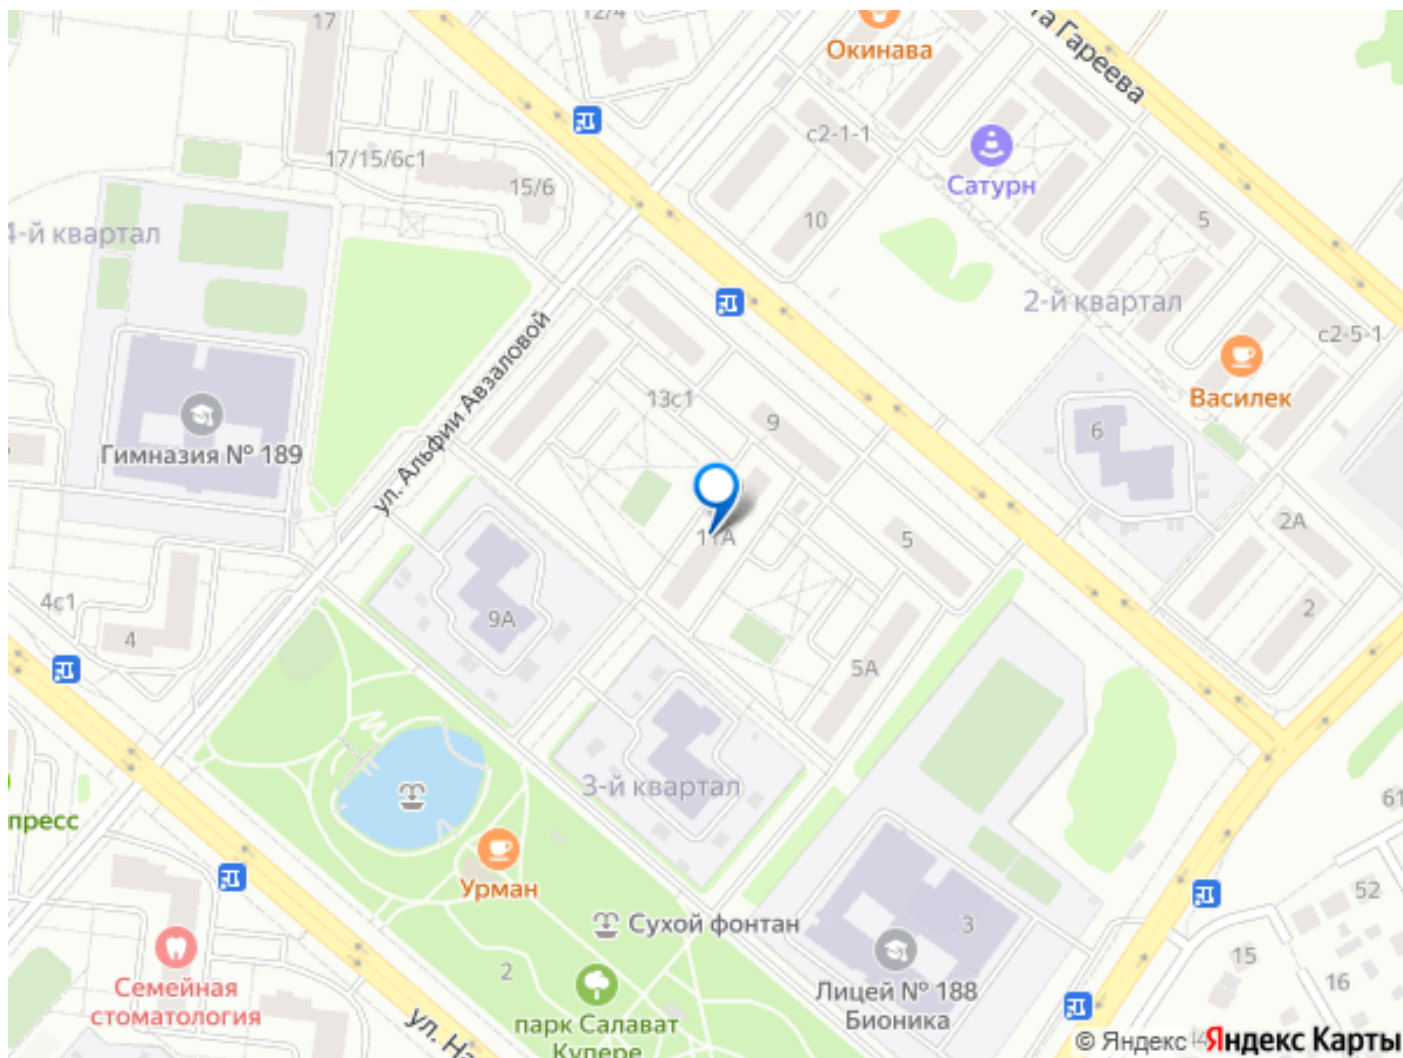 17
12/4
Окинава
та Гареева
с2-1-1
17/15/6с1
15/6
Сатурн
10
5
4-й квартал
2-й квартал
с2-5-1
ул. Альфии Авзаловой
13с1
9
Василек
6
Гимназия № 189
11А
5
2А
4с1
4
9А
2
5А
3-й квартал
61
пресс
Урман
52
Сухой фонтан
3
15
2
Семейная
стоматология
Лицей № 188
Бионика
16
парк Салават
Купере
ул. На
14
© Яндекс Яндекс Карты